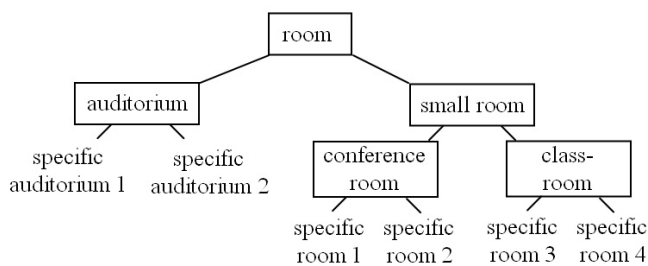 room
auditorium
small room
specific
auditorium 1
specific
auditorium 2
conference
room
class-
room
specific
room 1
specific
room 2
specific
room 3
specific
room 4